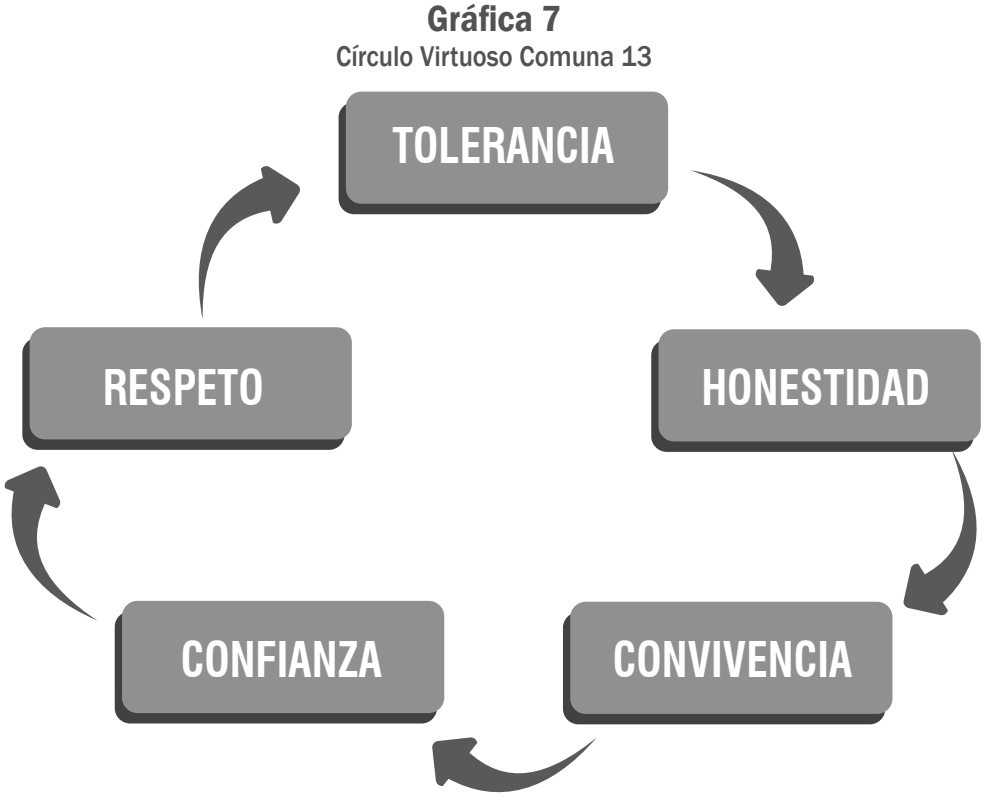 Gráfica 7
Círculo Virtuoso Comuna 13
TOLERANCIA
HONESTIDAD
CONVIVENCIA
CONFIANZA
RESPETO